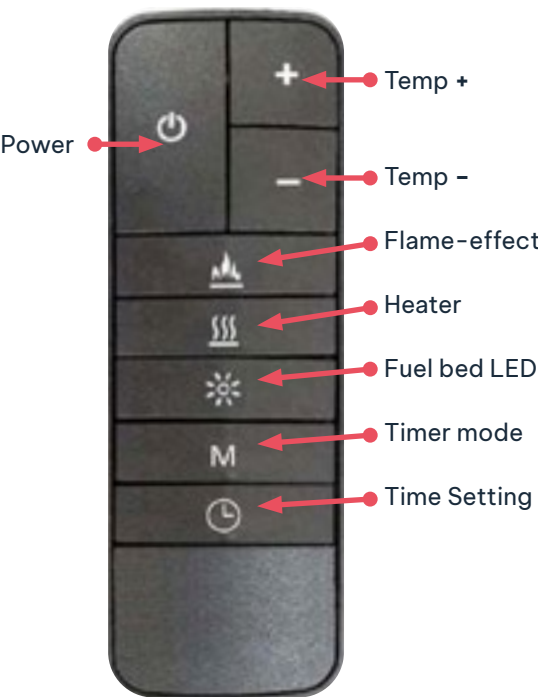 Power
Temp +
Temp −
Flame-effect
Heater
Fuel bed LED
Timer mode
M
Time Setting